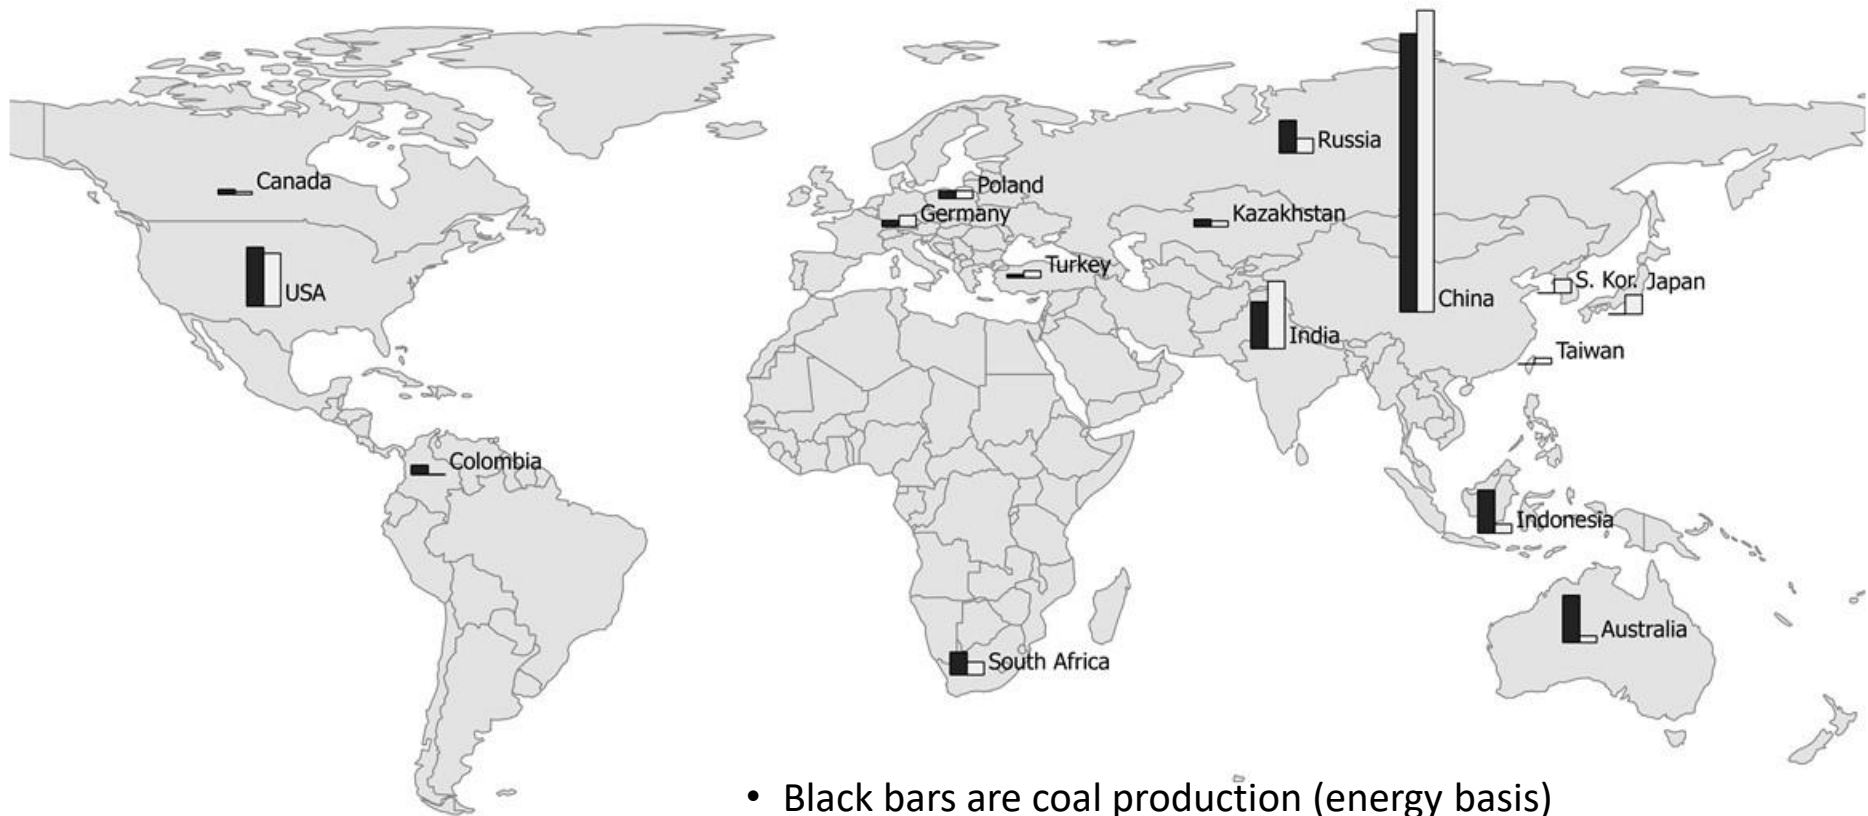 Russia
Canada
Poland
Germany
Kazakhstan
Turkey
USA
S. Kor.
Japan
China
India
Taiwan
Colombia
Indonesia
Australia
South Africa
• Black bars are coal production (energy basis)